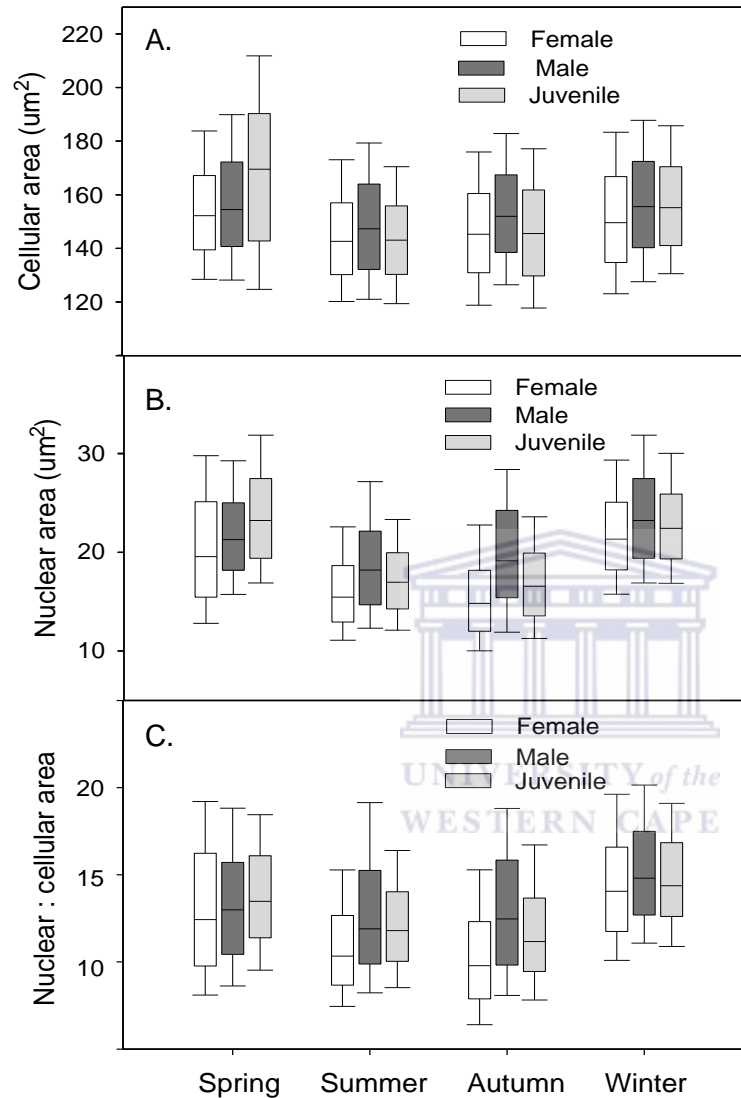 A.
Female
Male
Juvenile
220
200
180
160
140
120
Cellular area (um²)
B.
Female
Male
Juvenile
30
20
10
Nuclear area (um²)
C.
Female
Male
Juvenile
20
15
10
Nuclear : cellular area
UNIVERSITY of the
WESTERN CAPE
Spring Summer Autumn Winter